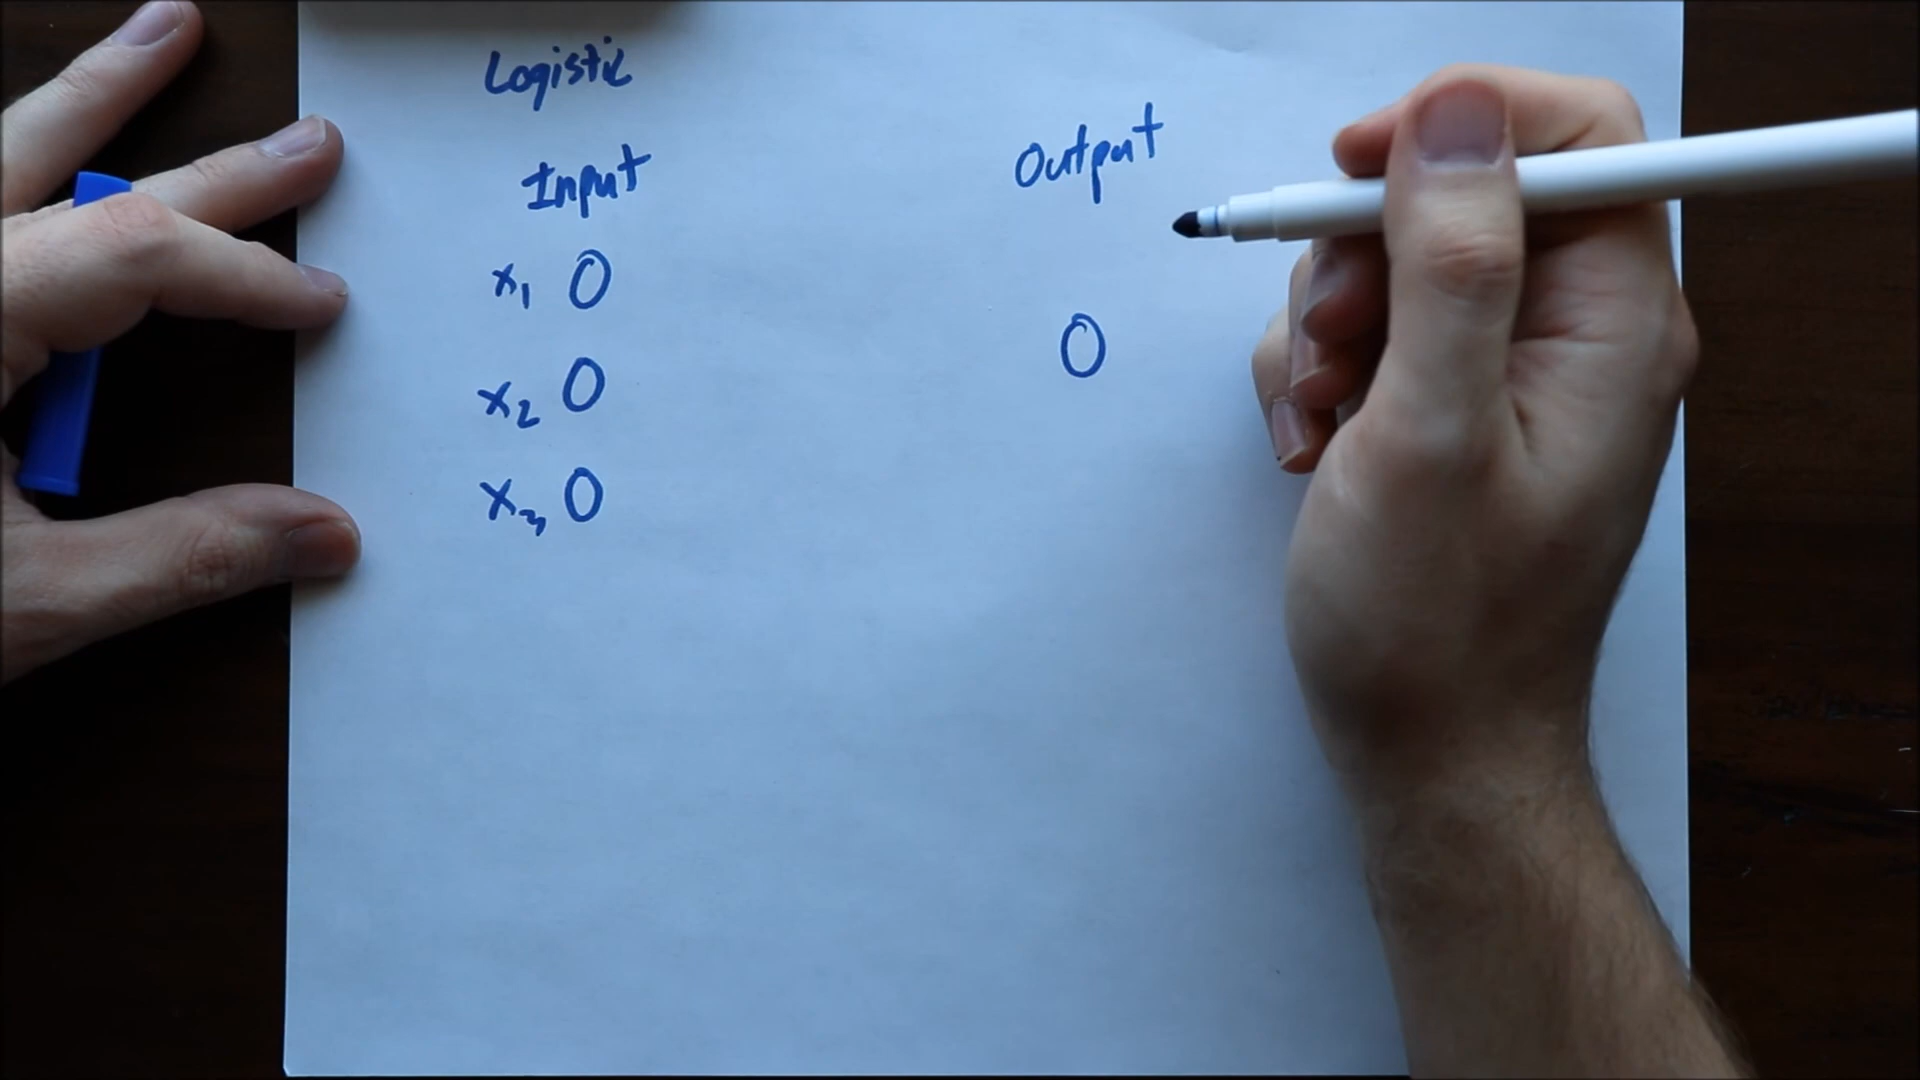 Logistic
Input
Output
x₁ O
O
x₂ O
x₃ O